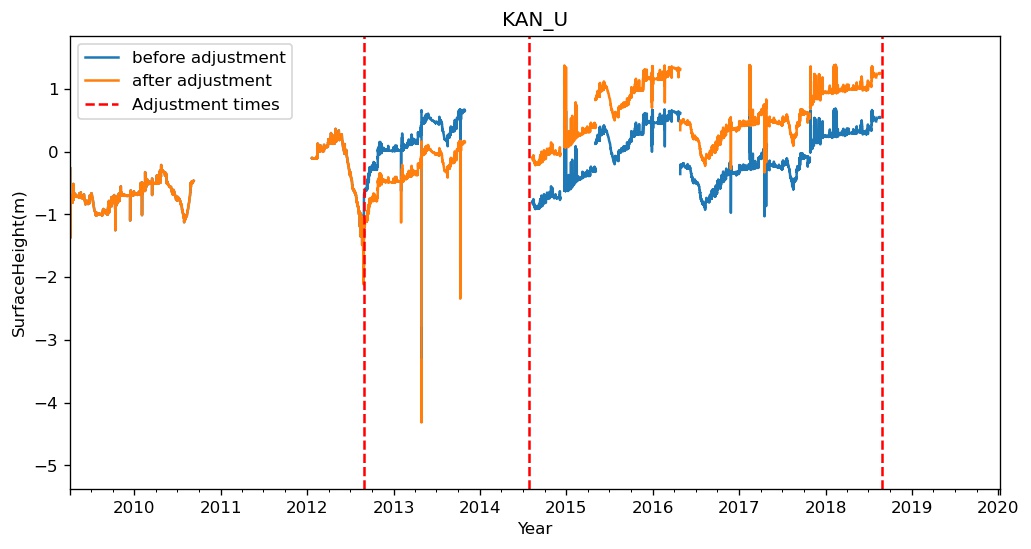 KAN_U
before adjustment
after adjustment
Adjustment times
SurfaceHeight(m)
1
0
−1
−2
−3
−4
−5
2010 2011 2012 2013 2014 2015 2016 2017 2018 2019 2020
Year